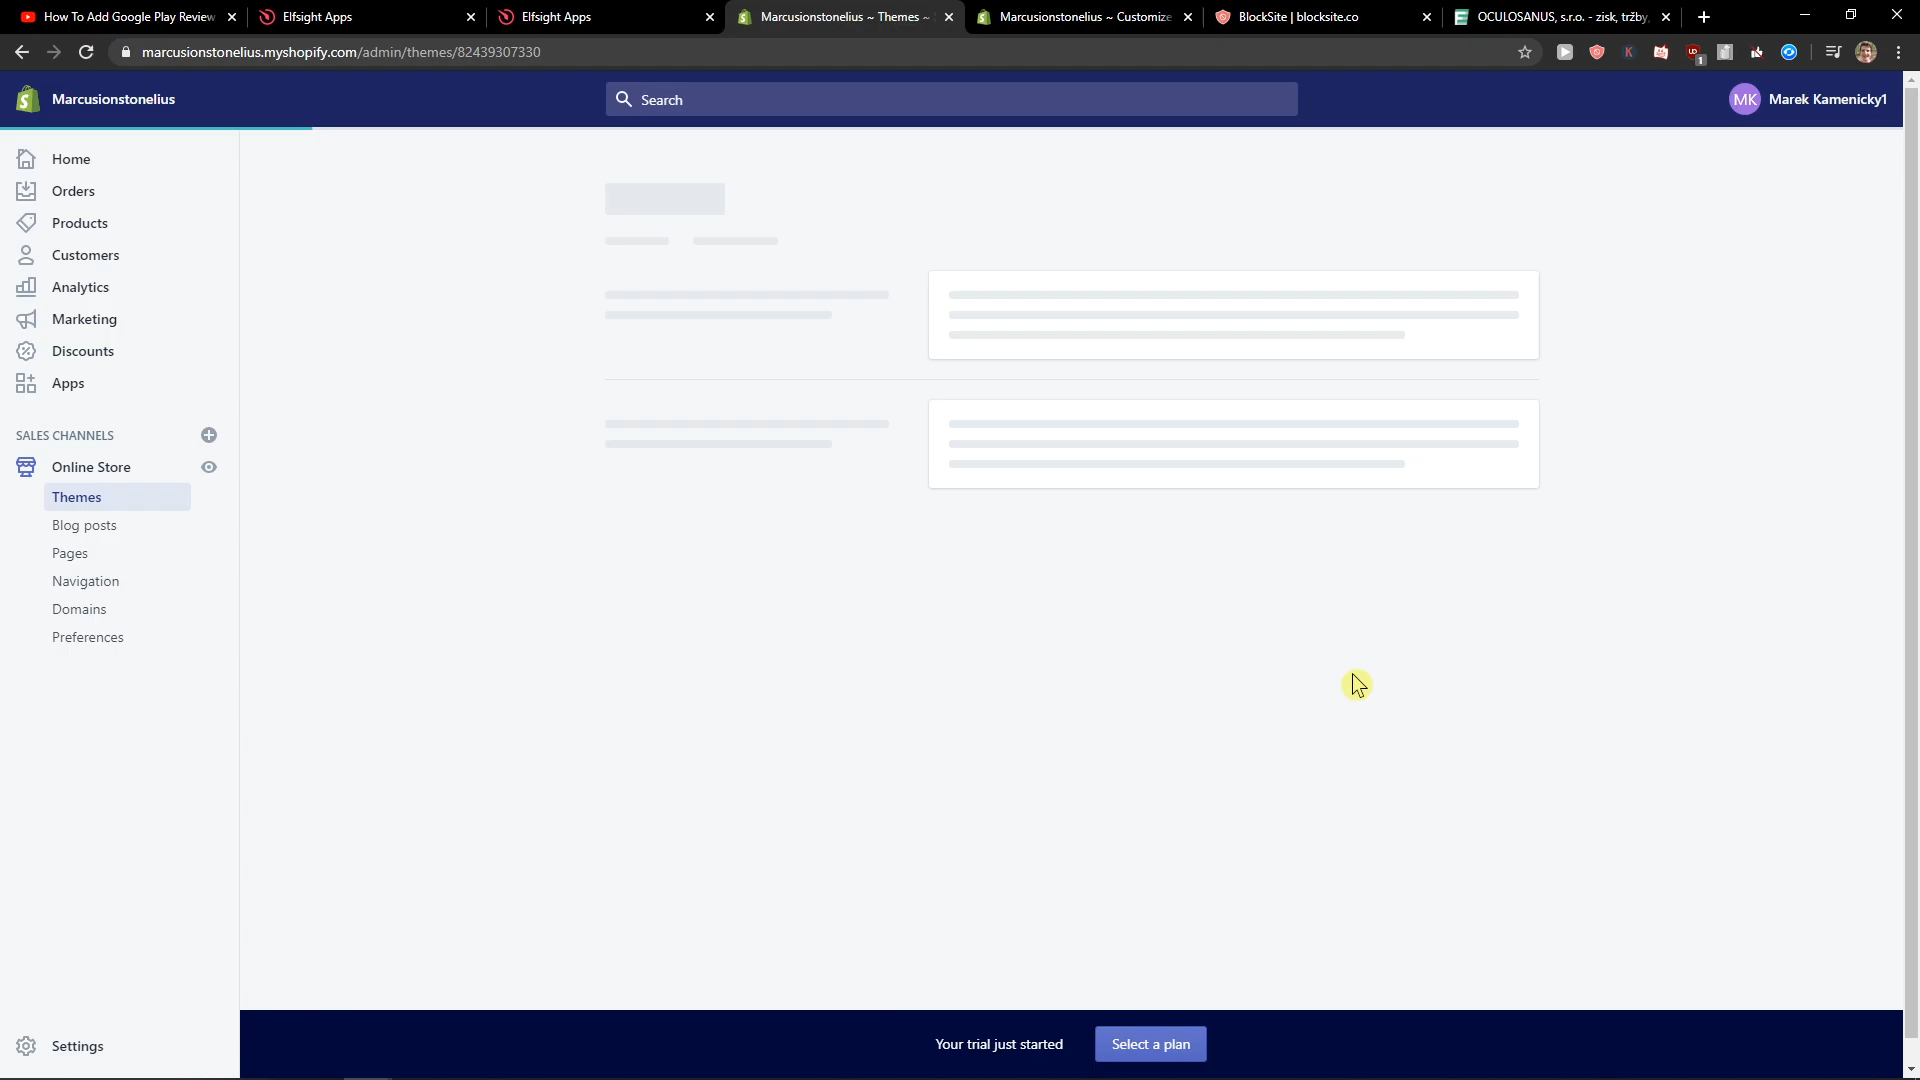 How To Add Google Play Review
Elfsight Apps
Elfsight Apps
Marcusionstonelius ~ Themes ~
Marcusionstonelius ~ Customize
BlockSite | blocksite.co
OCULOSANUS, s.r.o. - zisk, tržby,
marcusionstonelius.myshopify.com/admin/themes/82439307330
K
1
Marcusionstonelius
Search
MK
Marek Kamenicky1
Home
Orders
Products
Customers
Analytics
Marketing
Discounts
Apps
SALES CHANNELS
Online Store
Themes
Blog posts
Pages
Navigation
Domains
Preferences
Settings
Your trial just started
Select a plan